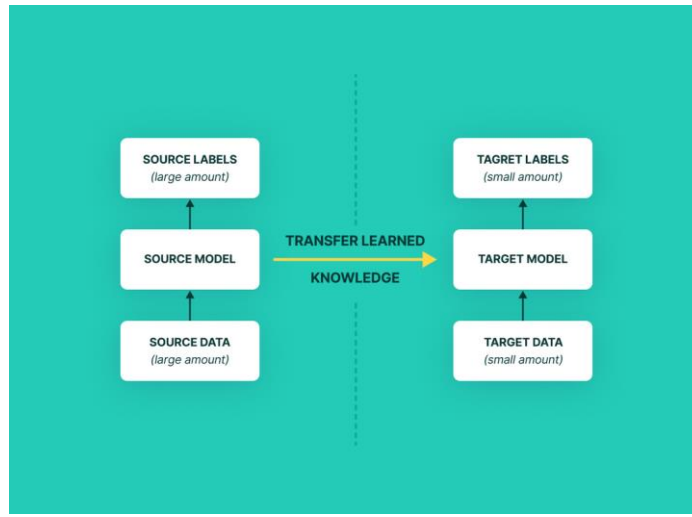 SOURCE LABELS
(large amount)
SOURCE MODEL
SOURCE DATA
(large amount)
TRANSFER LEARNED
KNOWLEDGE
TAGRET LABELS
(small amount)
TARGET MODEL
TARGET DATA
(small amount)